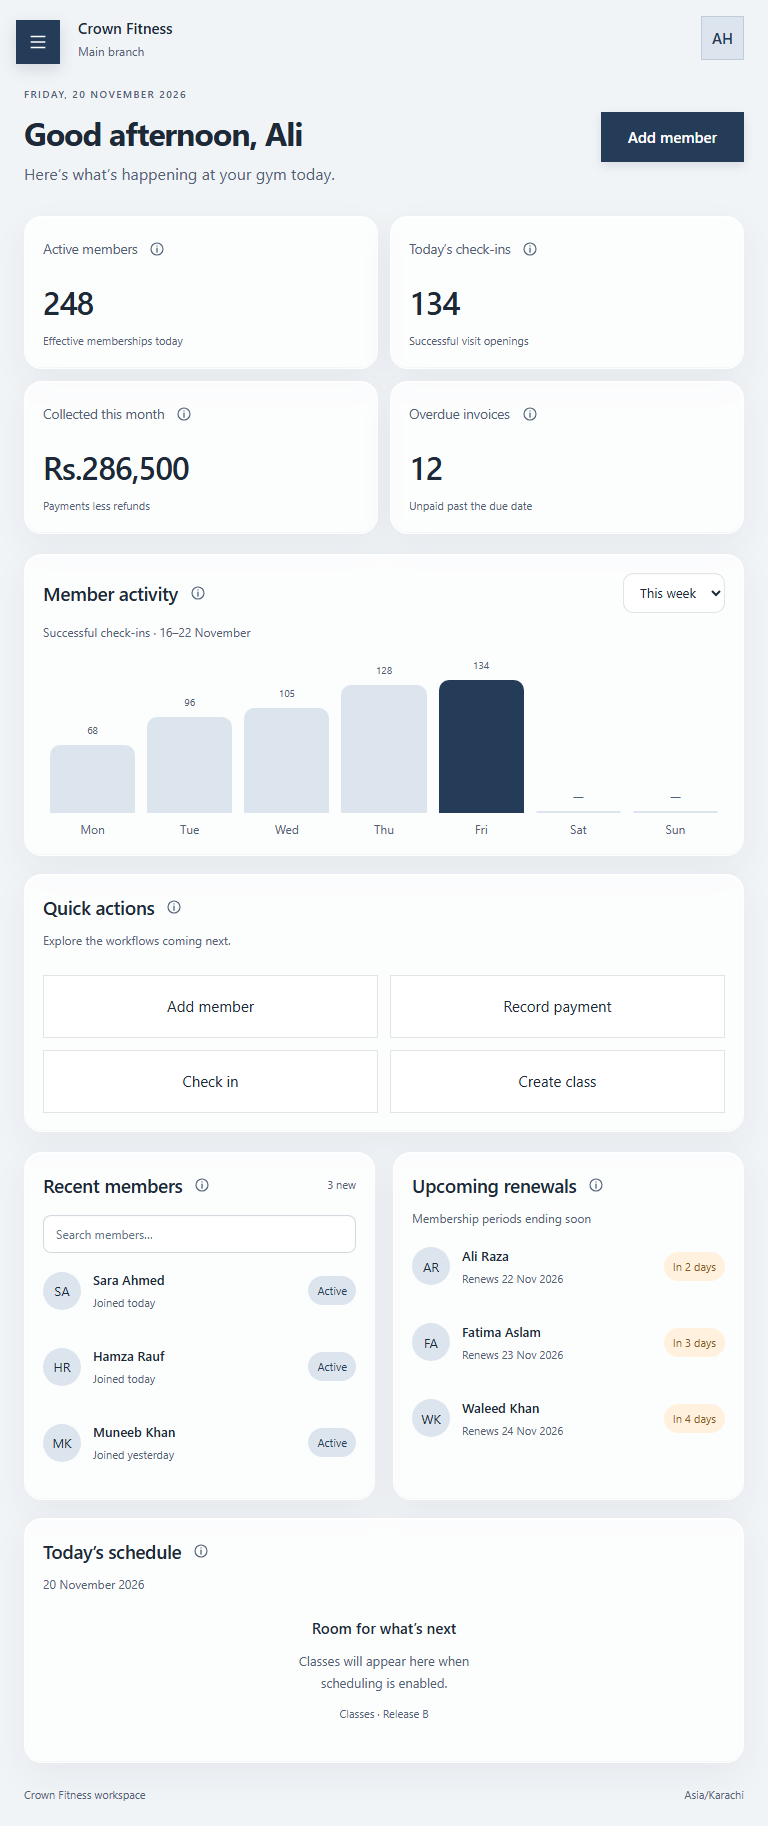 Crown Fitness
Main branch
AH
FRIDAY, 20 NOVEMBER 2026
Good afternoon, Ali
Here’s what’s happening at your gym today.
Add member
Active members
248
Effective memberships today
Today’s check-ins
134
Successful visit openings
Collected this month
Rs.286,500
Payments less refunds
Overdue invoices
12
Unpaid past the due date
Member activity
This week
Successful check-ins · 16–22 November
68
96
105
128
134
—
—
Mon
Tue
Wed
Thu
Fri
Sat
Sun
Quick actions
Explore the workflows coming next.
Add member
Record payment
Check in
Create class
Recent members
3 new
Search members...
SA
Sara Ahmed
Joined today
Active
HR
Hamza Rauf
Joined today
Active
MK
Muneeb Khan
Joined yesterday
Active
Upcoming renewals
Membership periods ending soon
AR
Ali Raza
Renews 22 Nov 2026
In 2 days
FA
Fatima Aslam
Renews 23 Nov 2026
In 3 days
WK
Waleed Khan
Renews 24 Nov 2026
In 4 days
Today’s schedule
20 November 2026
Room for what’s next
Classes will appear here when
scheduling is enabled.
Classes · Release B
Crown Fitness workspace
Asia/Karachi